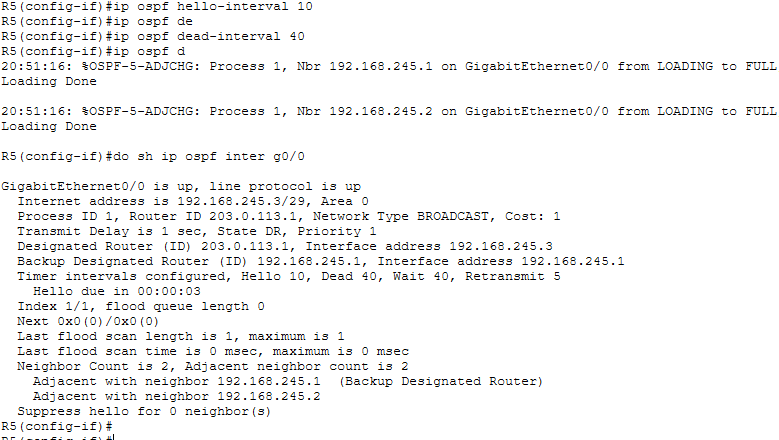 R5(config-if)#ip ospf hello-interval 10
R5(config-if)#ip ospf de
R5(config-if)#ip ospf dead-interval 40
R5(config-if)#ip ospf d
20:51:16: %OSPF-5-ADJCHG: Process 1, Nbr 192.168.245.1 on GigabitEthernet0/0 from LOADING to FULL,
Loading Done
20:51:16: %OSPF-5-ADJCHG: Process 1, Nbr 192.168.245.2 on GigabitEthernet0/0 from LOADING to FULL,
Loading Done
R5(config-if)#do sh ip ospf inter g0/0
GigabitEthernet0/0 is up, line protocol is up
Internet address is 192.168.245.3/29, Area 0
Process ID 1, Router ID 203.0.113.1, Network Type BROADCAST, Cost: 1
Transmit Delay is 1 sec, State DR, Priority 1
Designated Router (ID) 203.0.113.1, Interface address 192.168.245.3
Backup Designated Router (ID) 192.168.245.1, Interface address 192.168.245.1
Timer intervals configured, Hello 10, Dead 40, Wait 40, Retransmit 5
Hello due in 00:00:03
Index 1/1, flood queue length 0
Next 0x0(0)/0x0(0)
Last flood scan length is 1, maximum is 1
Last flood scan time is 0 msec, maximum is 0 msec
Neighbor Count is 2, Adjacent neighbor count is 2
Adjacent with neighbor 192.168.245.1 (Backup Designated Router)
Adjacent with neighbor 192.168.245.2
Suppress hello for 0 neighbor(s)
R5(config-if)#
R5(config-if)#